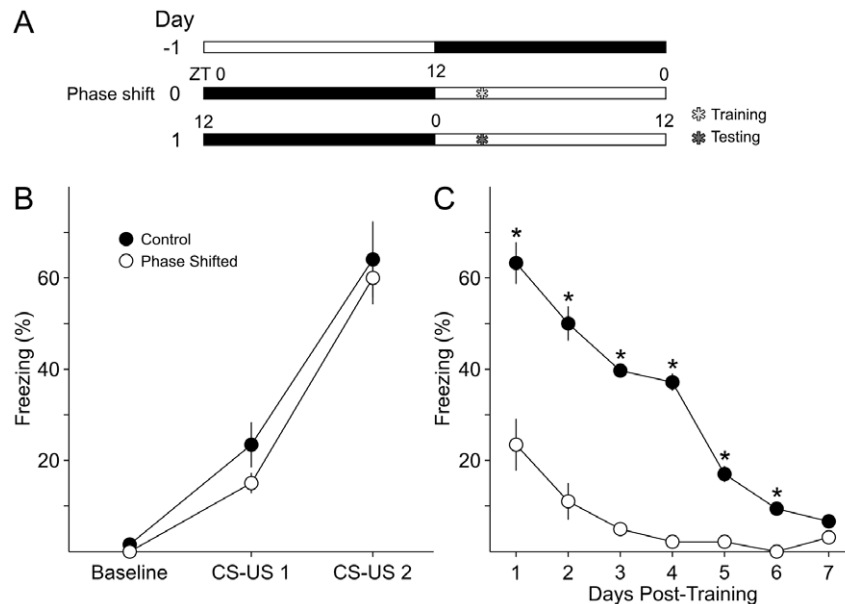 A
Day
-1
ZT 0 12 0
Phase shift 0
Training
12 0 12
1
Testing
B
Control
Phase Shifted
60
40
20
Freezing (%)
Baseline CS-US 1 CS-US 2
C
*
*
*
*
*
*
60
40
20
Freezing (%)
1 2 3 4 5 6 7
Days Post-Training